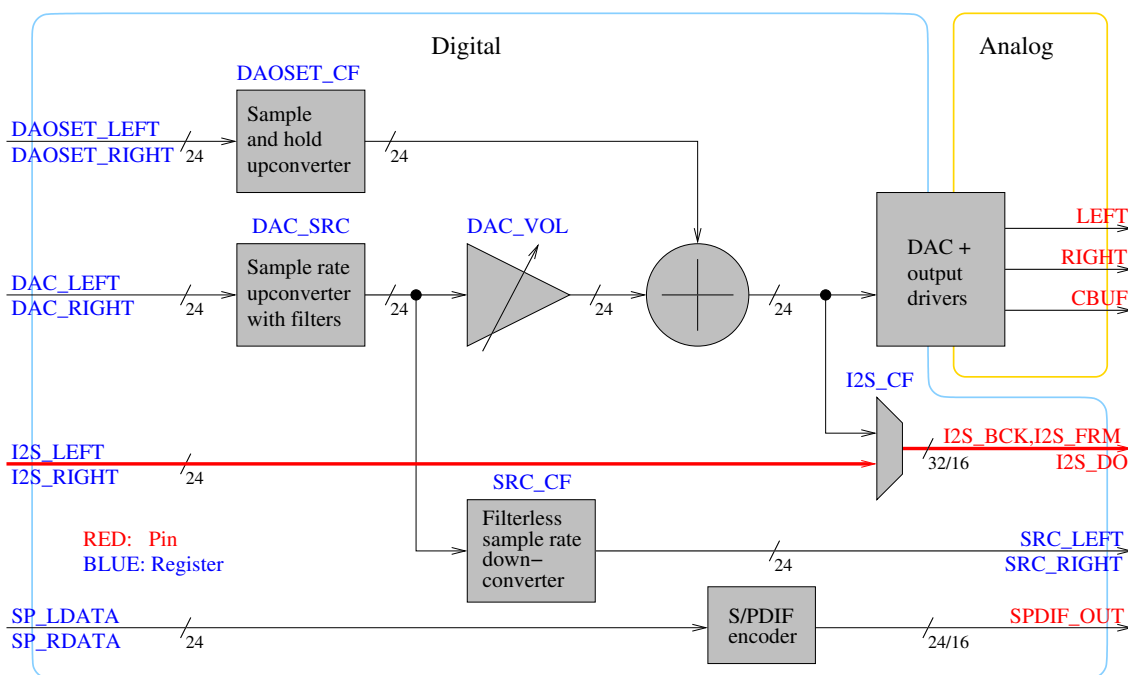 Digital
Analog
DAOSET_CF
Sample
and hold
upconverter
DAOSET_LEFT
DAOSET_RIGHT
24
24
DAC_SRC
DAC_VOL
Sample rate
upconverter
with filters
DAC_LEFT
DAC_RIGHT
24
24
24
24
DAC +
output
drivers
LEFT
RIGHT
CBUF
I2S_CF
I2S_LEFT
I2S_RIGHT
24
I2S_BCK,I2S_FRM
I2S_DO
32/16
SRC_CF
Filterless
sample rate
down-
converter
24
SRC_LEFT
SRC_RIGHT
RED: Pin
BLUE: Register
SP_LDATA
SP_RDATA
24
S/PDIF
encoder
24/16
SPDIF_OUT